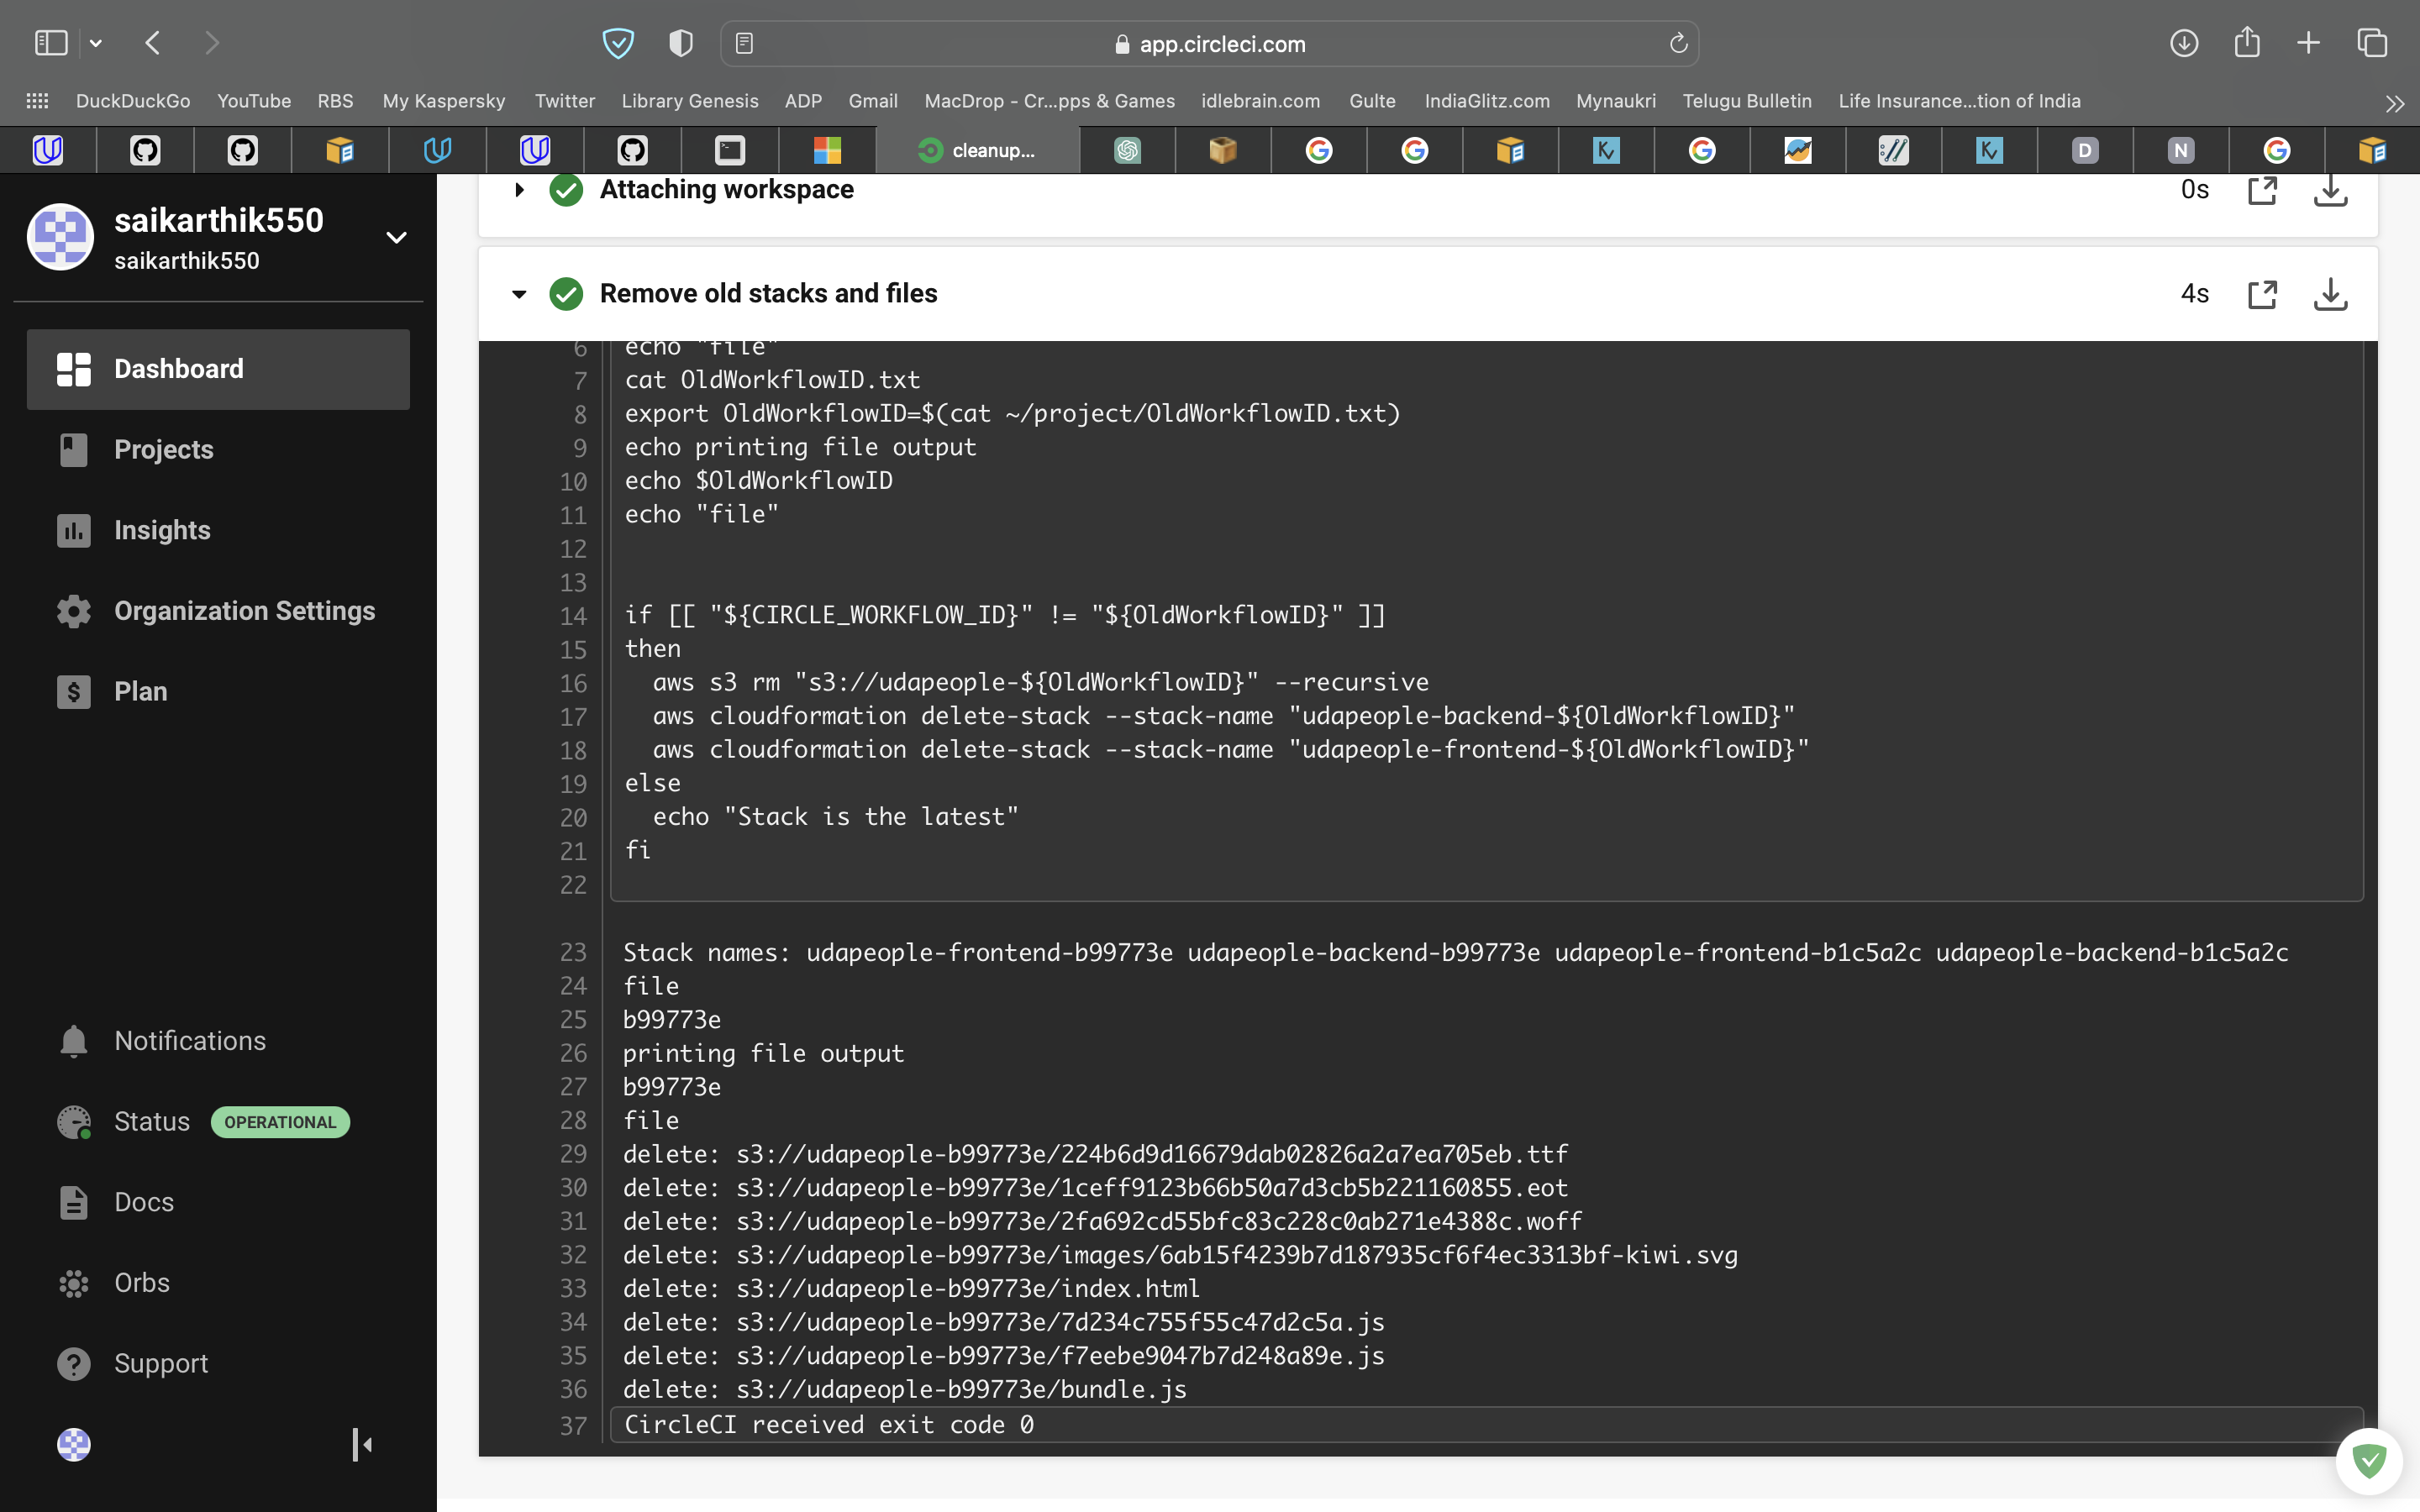 app.circleci.com
DuckDuckGo YouTube RBS My Kaspersky Twitter Library Genesis ADP Gmail MacDrop - Cr...pps & Games idlebrain.com Gulte IndiaGlitz.com Mynaukri Telugu Bulletin Life Insurance...tion of India
cleanup...
D
N
saikarthik550
saikarthik550
Dashboard
Projects
Insights
Organization Settings
Plan
Notifications
Status OPERATIONAL
Docs
Orbs
Support
Attaching workspace 0s
Remove old stacks and files 4s
6 echo "file"
7 cat OldWorkflowID.txt
8 export OldWorkflowID=$(cat ~/project/OldWorkflowID.txt)
9 echo printing file output
10 echo $OldWorkflowID
11 echo "file"
12
13
14 if [[ "${CIRCLE_WORKFLOW_ID}" != "${OldWorkflowID}" ]]
15 then
16 aws s3 rm "s3://udapeople-${OldWorkflowID}" --recursive
17 aws cloudformation delete-stack --stack-name "udapeople-backend-${OldWorkflowID}"
18 aws cloudformation delete-stack --stack-name "udapeople-frontend-${OldWorkflowID}"
19 else
20 echo "Stack is the latest"
21 fi
22
23 Stack names: udapeople-frontend-b99773e udapeople-backend-b99773e udapeople-frontend-b1c5a2c udapeople-backend-b1c5a2c
24 file
25 b99773e
26 printing file output
27 b99773e
28 file
29 delete: s3://udapeople-b99773e/224b6d9d16679dab02826a2a7ea705eb.ttf
30 delete: s3://udapeople-b99773e/1ceff9123b66b50a7d3cb5b221160855.eot
31 delete: s3://udapeople-b99773e/2fa692cd55bfc83c228c0ab271e4388c.woff
32 delete: s3://udapeople-b99773e/images/6ab15f4239b7d187935cf6f4ec3313bf-kiwi.svg
33 delete: s3://udapeople-b99773e/index.html
34 delete: s3://udapeople-b99773e/7d234c755f55c47d2c5a.js
35 delete: s3://udapeople-b99773e/f7eebe9047b7d248a89e.js
36 delete: s3://udapeople-b99773e/bundle.js
37 CircleCI received exit code 0